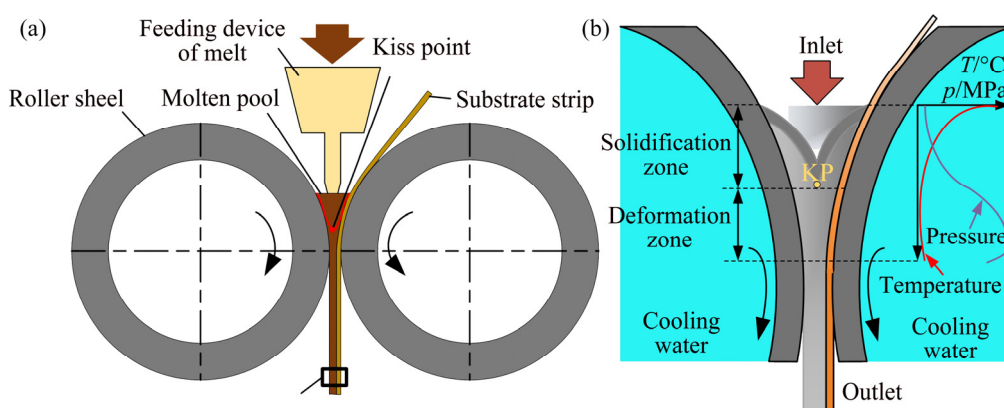 (a)
Feeding device
of melt
Kiss point
Roller sheel
Molten pool
Substrate strip
(b)
Inlet
T/°C
p/MPa
Solidification
zone
KP
Deformation
zone
Pressure
Temperature
Cooling
water
Cooling
water
Outlet